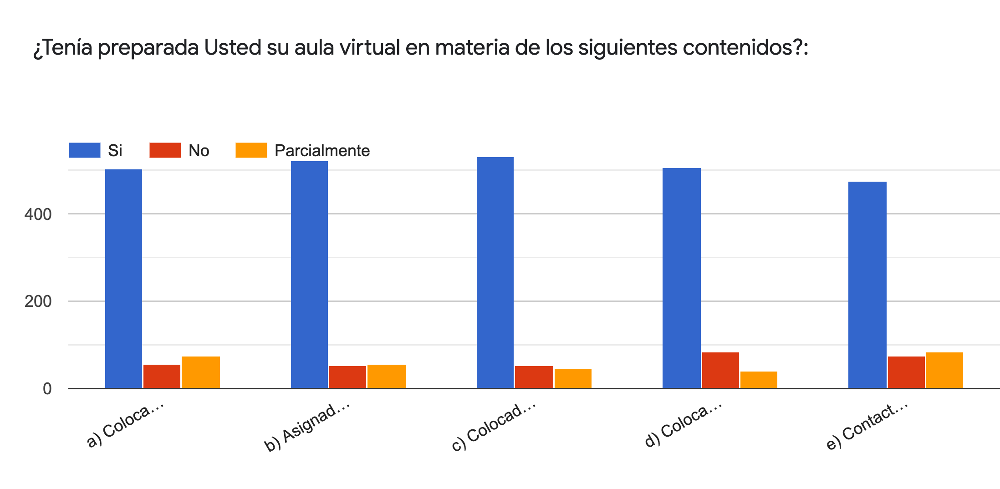 ¿Tenía preparada Usted su aula virtual en materia de los siguientes contenidos?:
Si No Parcialmente
400
200
0
a) Coloca...
b) Asignad...
c) Colocad...
d) Coloca...
e) Contact...